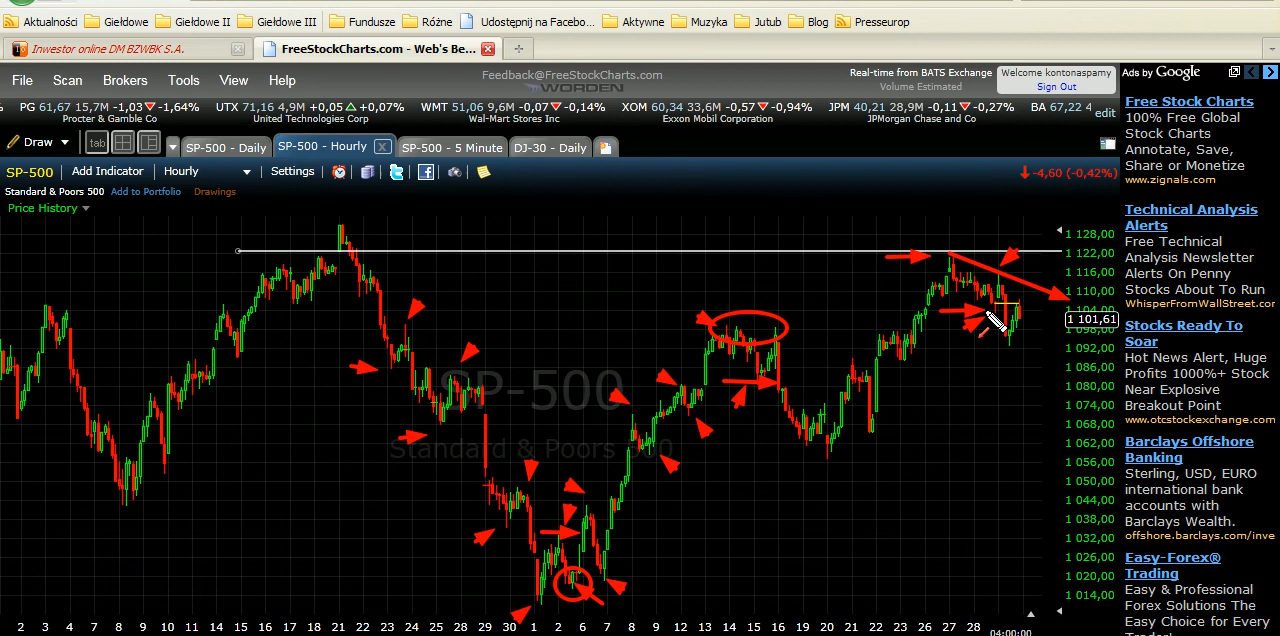 Aktualności Giełdowe Giełdowe II Giełdowe III Fundusze Różne Udostępnij na Facebo... Aktywne Muzyka Jutub Blog Presseurop
Inwestor online DM BZWBK S.A. FreeStockCharts.com - Web's Be...
File Scan Brokers Tools View Help
Feedback@FreeStockCharts.com
WORDEN
Real-time from BATS Exchange
Volume Estimated
Welcome kontonaspamy
Sign Out
PG 61,67 15,7M -1,03 -1,64% UTX 71,16 4,9M +0,05 +0,07% WMT 51,06 9,6M -0,07 -0,14% XOM 60,34 33,6M -0,57 -0,94% JPM 40,21 28,9M -0,11 -0,27% BA 67,22 4
Procter & Gamble Co United Technologies Corp Wal-Mart Stores Inc Exxon Mobil Corporation JPMorgan Chase and Co
edit
Draw tab SP-500 - Daily SP-500 - Hourly X SP-500 - 5 Minute DJ-30 - Daily
SP-500 Add Indicator Hourly Settings -4,60 (-0,42%)
Standard & Poors 500 Add to Portfolio Drawings
Price History
SP-500
Standard & Poors 500
1 128,00
1 122,00
1 116,00
1 110,00
1 104,00
1 101,61
1 098,00
1 092,00
1 086,00
1 080,00
1 074,00
1 068,00
1 062,00
1 056,00
1 050,00
1 044,00
1 038,00
1 032,00
1 026,00
1 020,00
1 014,00
2 3 4 7 8 9 10 11 14 15 16 17 18 21 22 23 24 25 28 29 30 1 2 6 7 8 9 12 13 14 15 16 19 20 21 22 23 26 27 28
04:00:00
Ads by Google
Free Stock Charts
100% Free Global
Stock Charts
Annotate, Save,
Share or Monetize
www.zignals.com
Technical Analysis
Alerts
Free Technical
Analysis Newsletter
Alerts On Penny
Stocks About To Run
WhisperFromWallStreet.cor
Stocks Ready To
Soar
Hot News Alert, Huge
Profits 1000%+ Stock
Near Explosive
Breakout Point
www.otcstockexchange.com
Barclays Offshore
Banking
Sterling, USD, EURO
international bank
accounts with
Barclays Wealth.
offshore.barclays.com/inve
Easy-Forex®
Trading
Easy & Professional
Forex Solutions The
Easy Choice for Every
Trader!